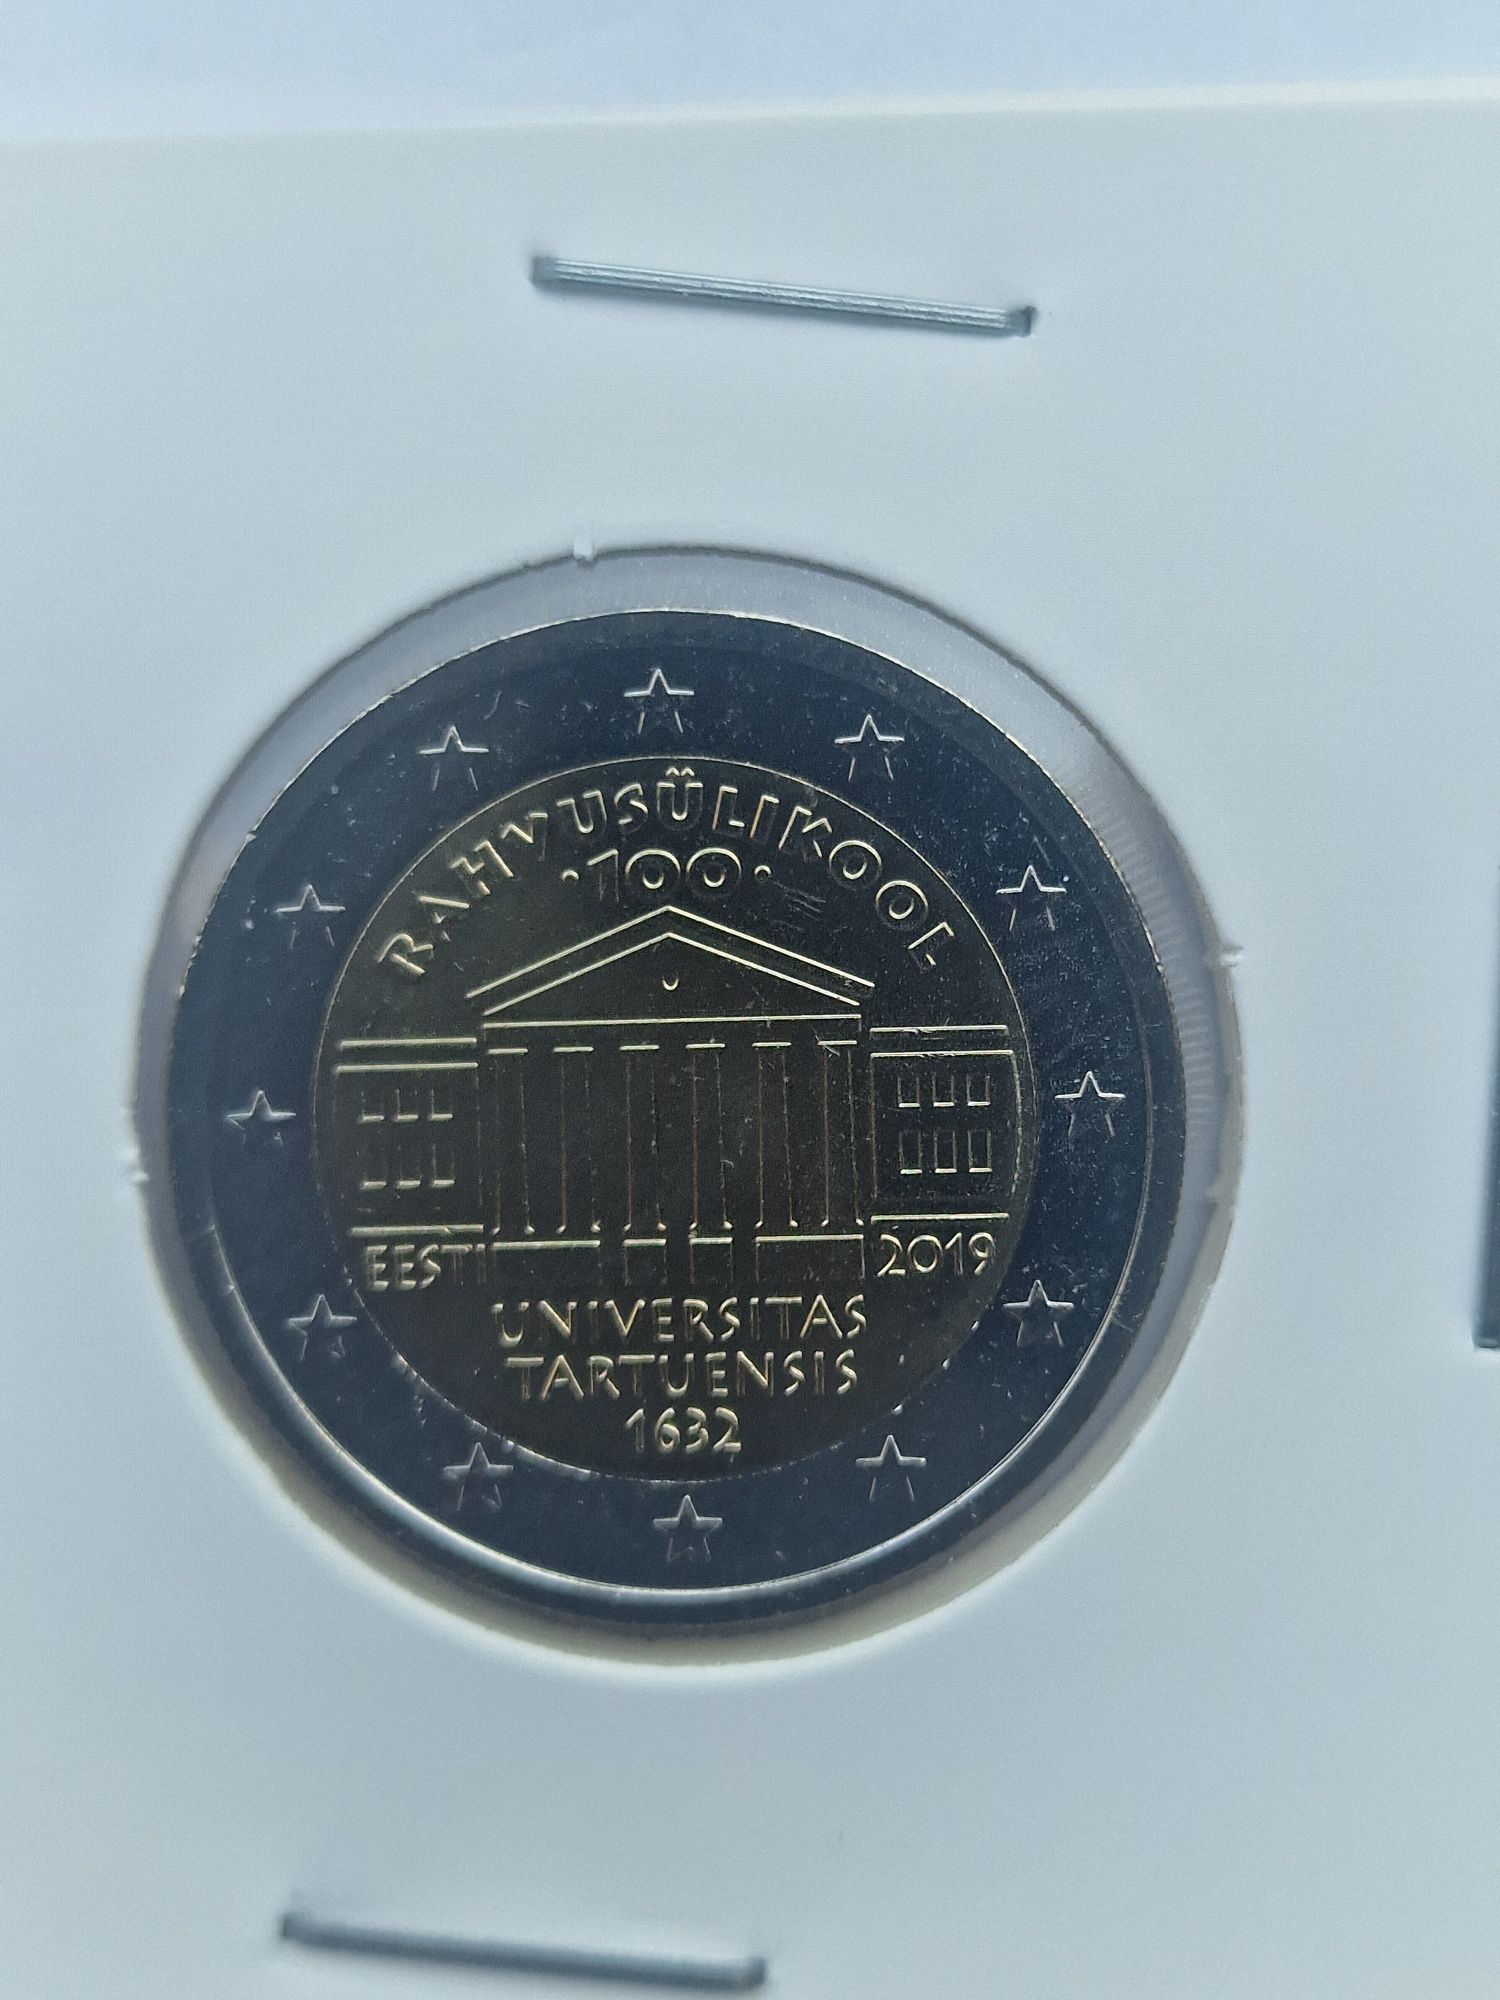 RAHVUSÜLIKOOL
·100·
EESTI 2019
UNIVERSITAS
TARTUENSIS
1632